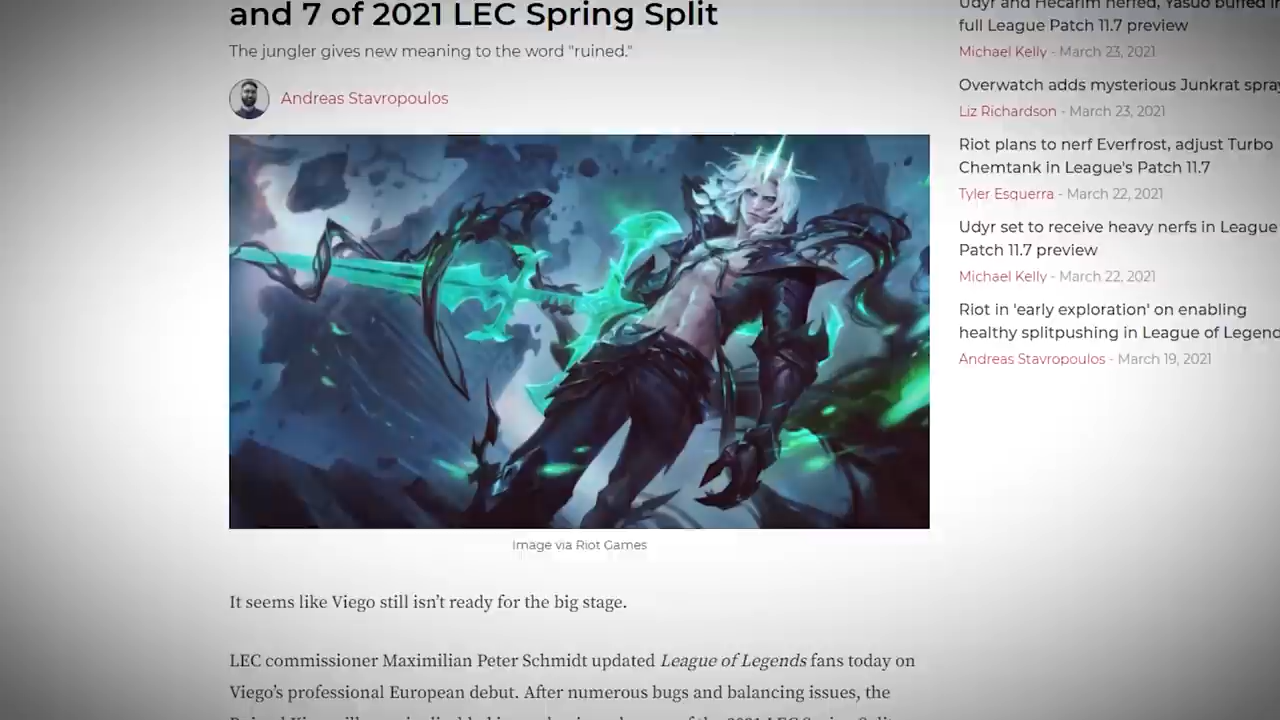 and 7 of 2021 LEC Spring Split
The jungler gives new meaning to the word "ruined."
Andreas Stavropoulos
Image via Riot Games
It seems like Viego still isn't ready for the big stage.
LEC commissioner Maximilian Peter Schmidt updated League of Legends fans today on
Viego's professional European debut. After numerous bugs and balancing issues, the
Udyr and Hecarim nerfed, Yasuo buffed in
full League Patch 11.7 preview
Michael Kelly - March 23, 2021
Overwatch adds mysterious Junkrat spray
Liz Richardson - March 23, 2021
Riot plans to nerf Everfrost, adjust Turbo
Chemtank in League's Patch 11.7
Tyler Esguerra - March 22, 2021
Udyr set to receive heavy nerfs in League
Patch 11.7 preview
Michael Kelly - March 22, 2021
Riot in 'early exploration' on enabling
healthy splitpushing in League of Legend
Andreas Stavropoulos - March 19, 2021